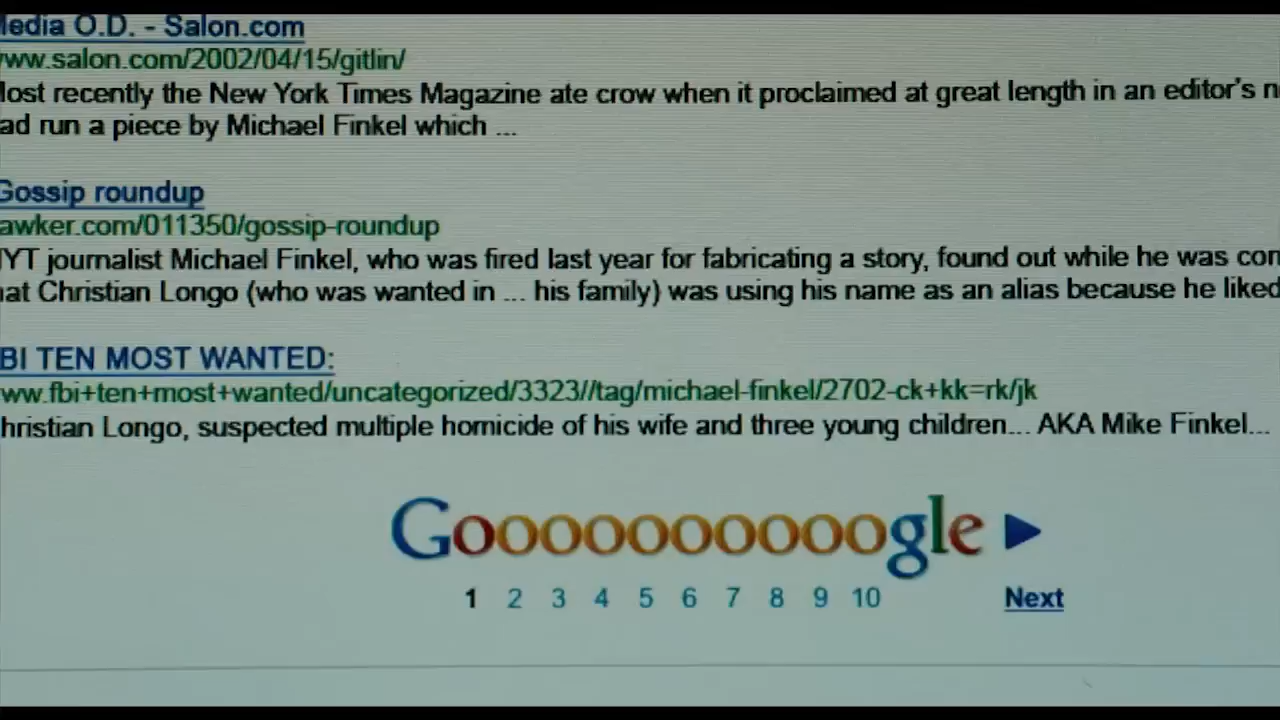 Media O.D. - Salon.com
www.salon.com/2002/04/15/gitlin/
Most recently the New York Times Magazine ate crow when it proclaimed at great length in an editor's n
ad run a piece by Michael Finkel which ...
Gossip roundup
awker.com/011350/gossip-roundup
NYT journalist Michael Finkel, who was fired last year for fabricating a story, found out while he was con
hat Christian Longo (who was wanted in ... his family) was using his name as an alias because he liked
BI TEN MOST WANTED:
ww.fbi+ten+most+wanted/uncategorized/3323//tag/michael-finkel/2702-ck+kk=rk/jk
hristian Longo, suspected multiple homicide of his wife and three young children... AKA Mike Finkel...
Goooooooooogle
1 2 3 4 5 6 7 8 9 10 Next